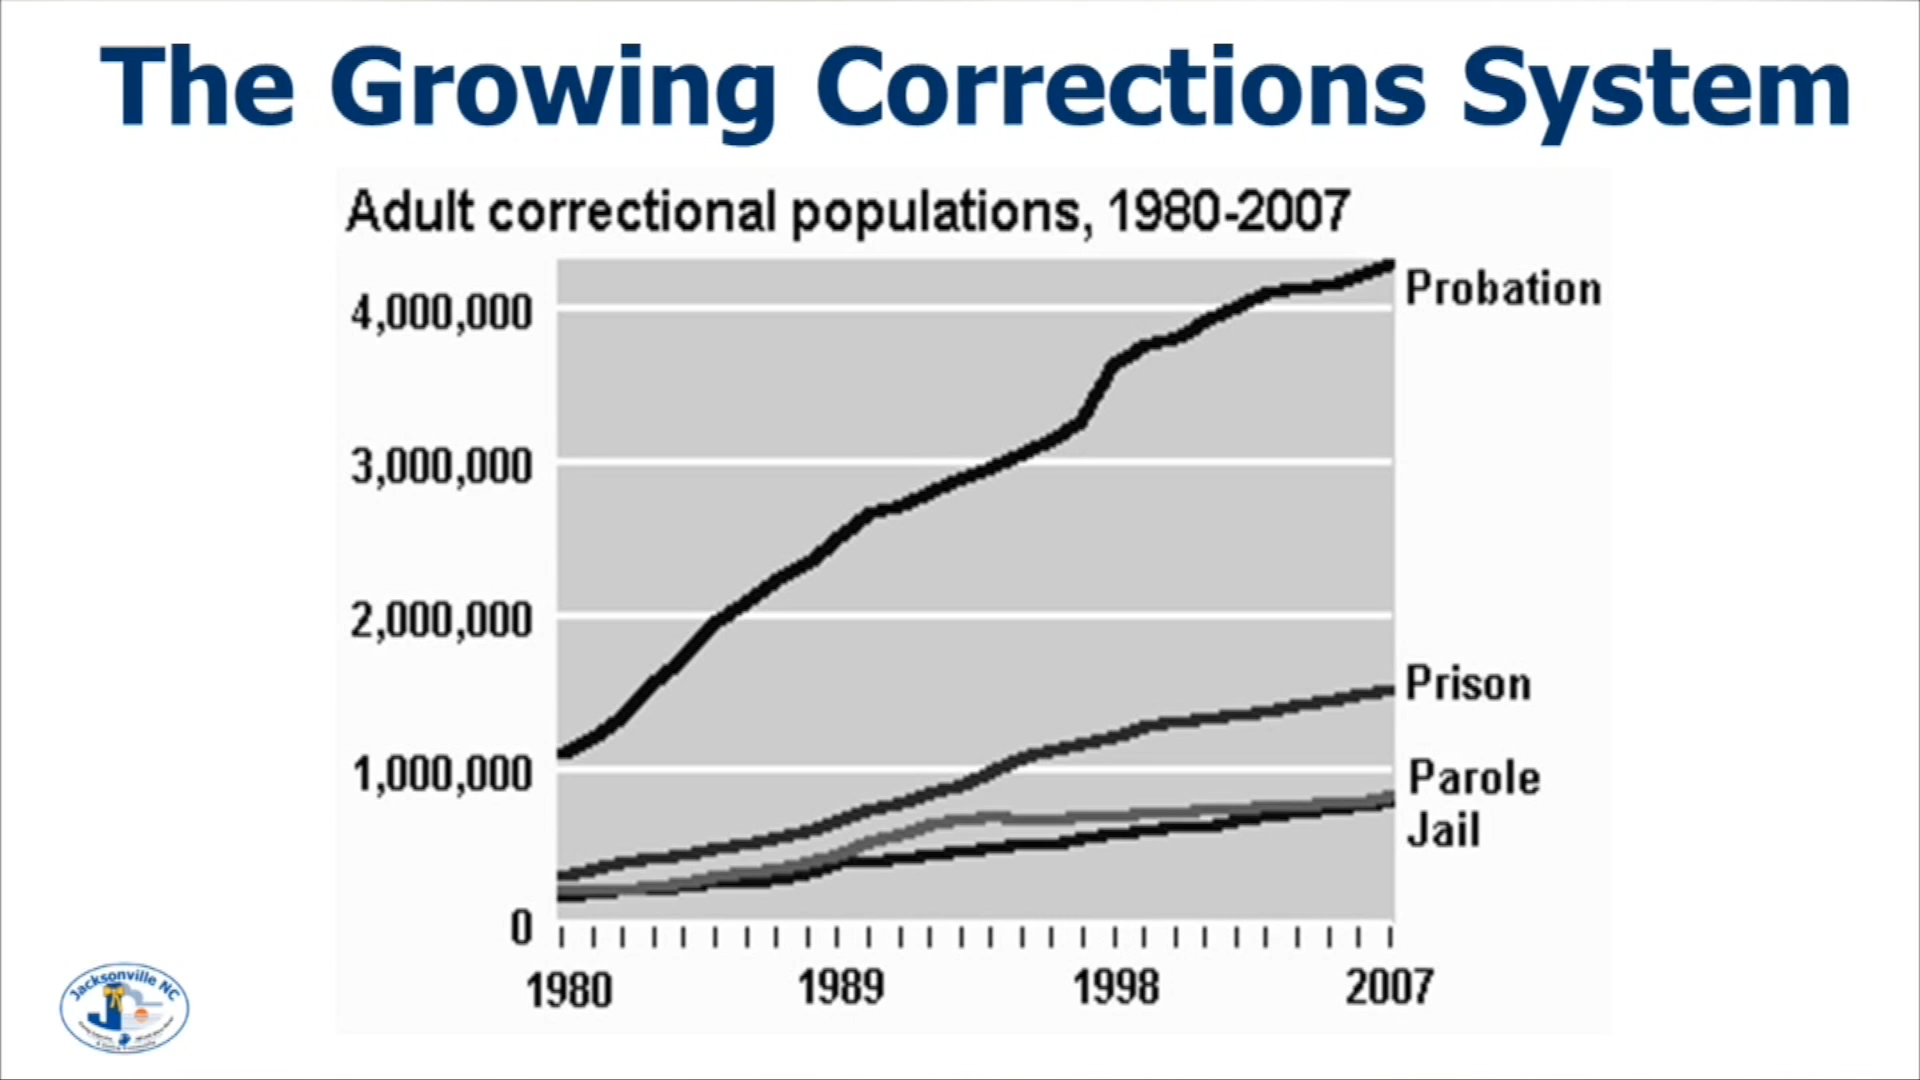 The Growing Corrections System
Adult correctional populations, 1980-2007
4,000,000
3,000,000
2,000,000
1,000,000
0
Probation
Prison
Parole
Jail
1980 1989 1998 2007
Jacksonville NC